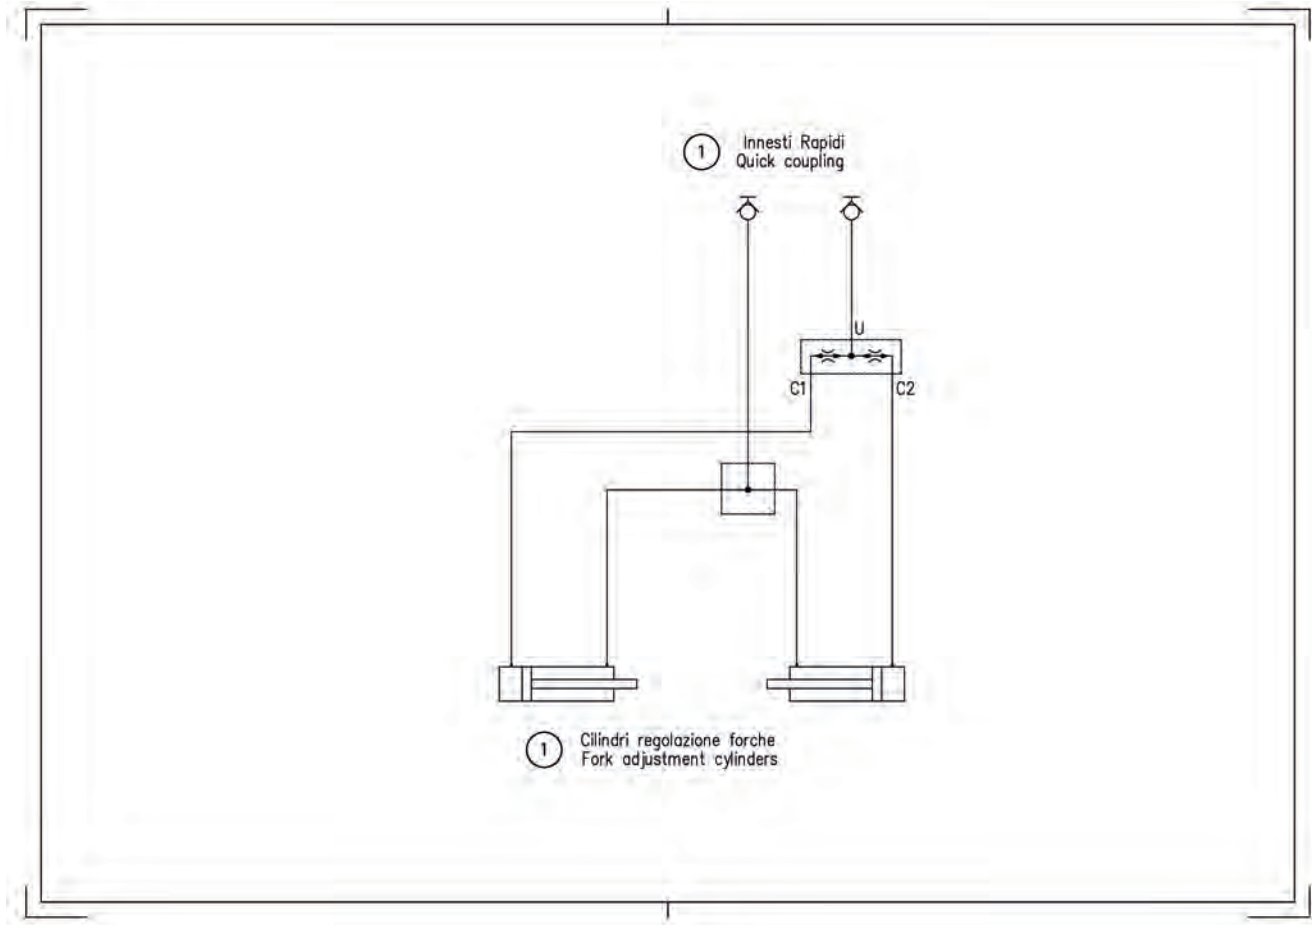 1
Innesti Rapidi
Quick coupling
U
C1
C2
1
Cilindri regolazione forche
Fork adjustment cylinders